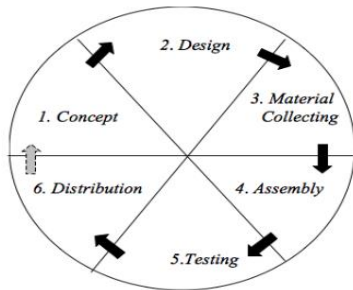 1. Concept
2. Design
3. Material
Collecting
4. Assembly
5.Testing
6. Distribution